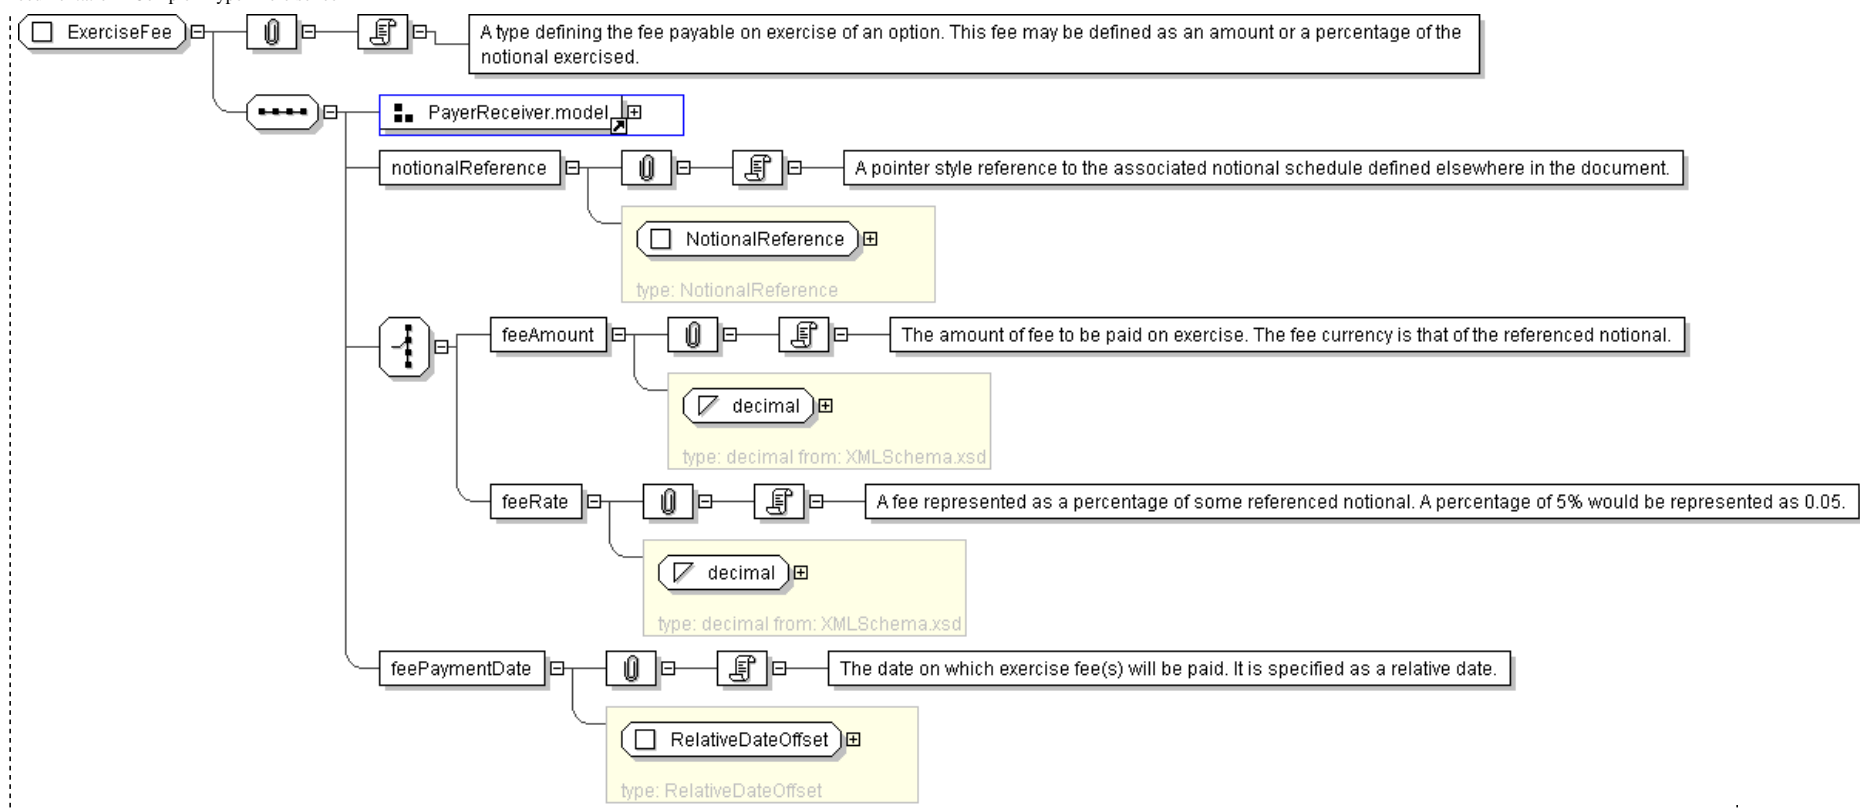 ExerciseFee
A type defining the fee payable on exercise of an option. This fee may be defined as an amount or a percentage of the
notional exercised.
PayerReceiver.model
notionalReference
A pointer style reference to the associated notional schedule defined elsewhere in the document.
NotionalReference
type: NotionalReference
feeAmount
The amount of fee to be paid on exercise. The fee currency is that of the referenced notional.
decimal
type: decimal from: XMLSchema.xsd
feeRate
A fee represented as a percentage of some referenced notional. A percentage of 5% would be represented as 0.05.
decimal
type: decimal from: XMLSchema.xsd
feePaymentDate
The date on which exercise fee(s) will be paid. It is specified as a relative date.
RelativeDateOffset
type: RelativeDateOffset